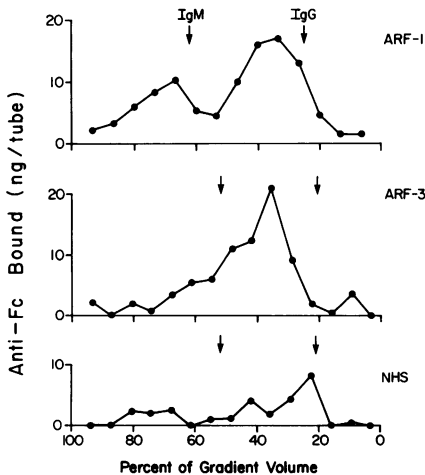 IgM IgG
20
10
0
ARF-1
20
10
0
ARF-3
10
0
NHS
100 80 60 40 20 0
Anti-Fc Bound (ng/tube)
Percent of Gradient Volume